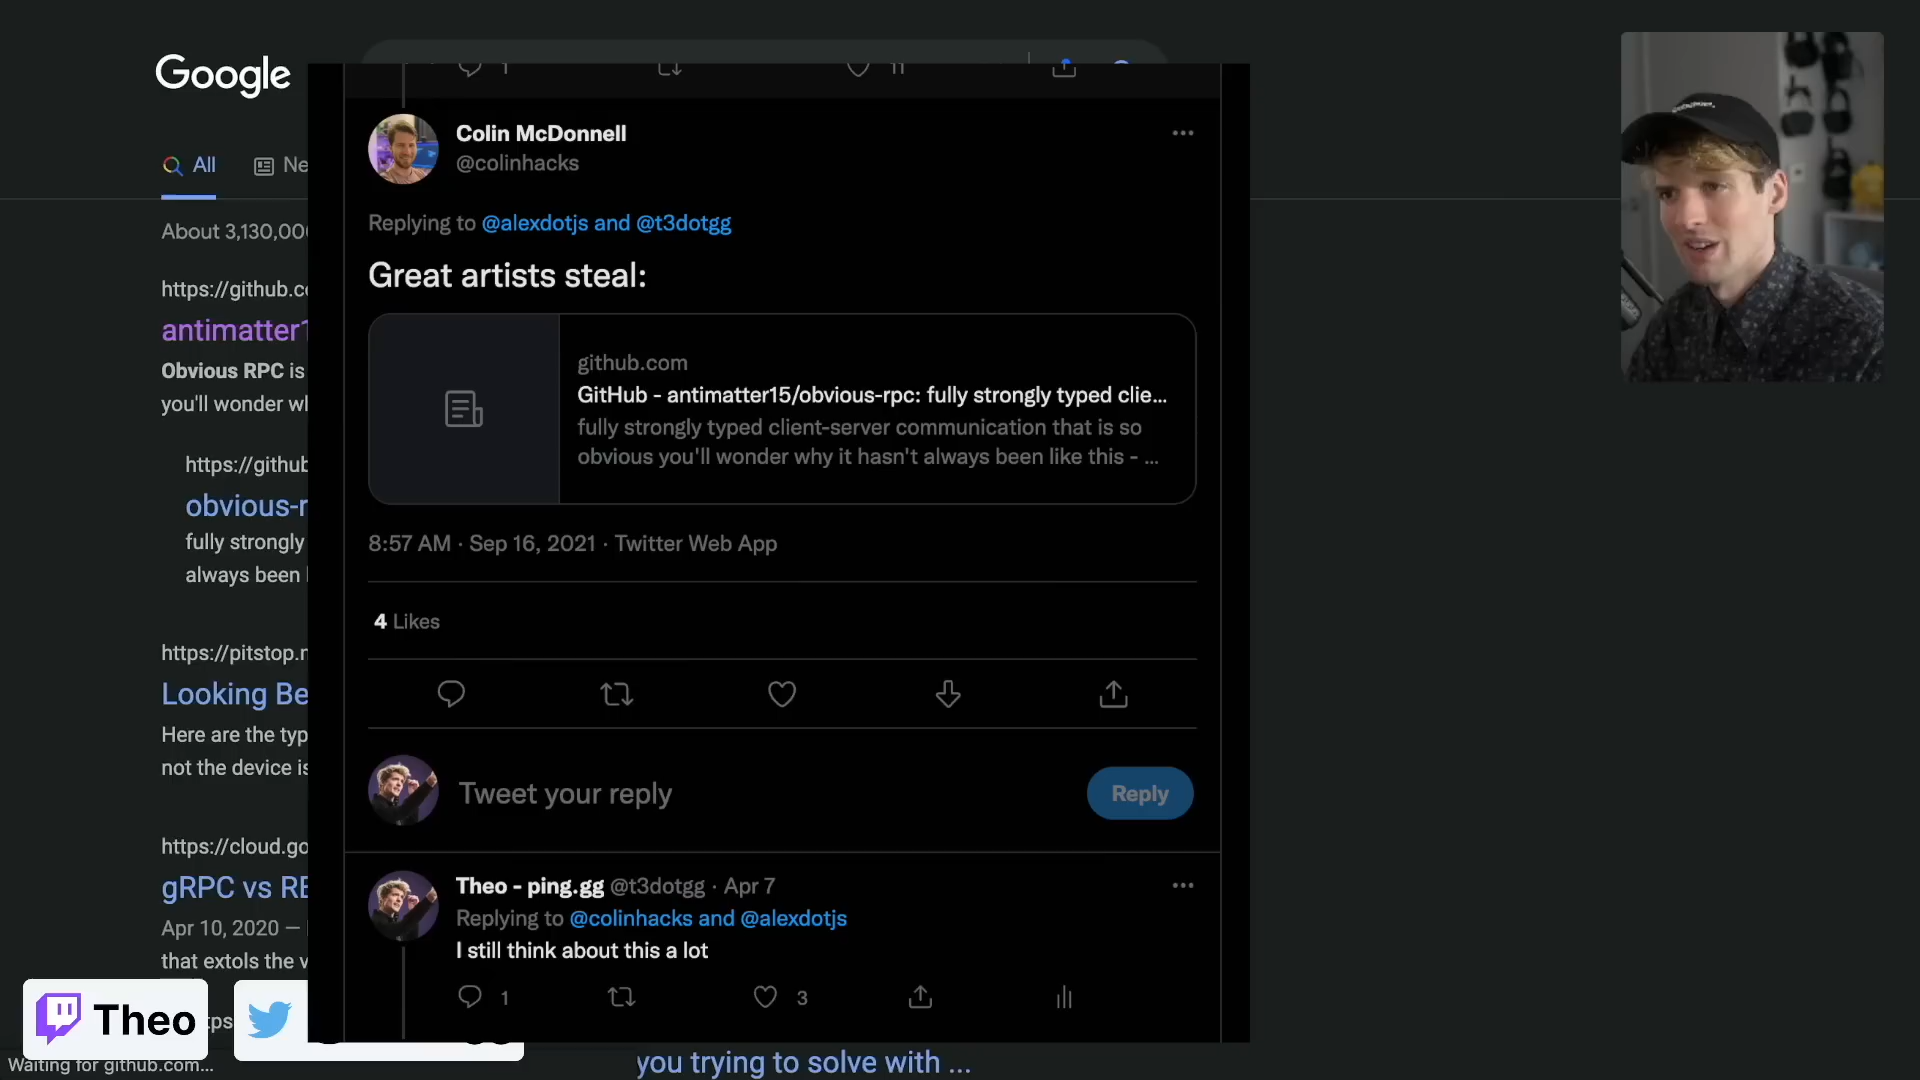 Google
All
Ne
About 3,130,00
https://github.c
antimatter1
Obvious RPC is
you'll wonder wh
https://github
obvious-r
fully strongly
always been
https://pitstop.n
Looking Be
Here are the typ
not the device is
https://cloud.go
gRPC vs RE
Apr 10, 2020 —
that extols the v
1
11
Colin McDonnell
@colinhacks
Replying to @alexdotjs and @t3dotgg
Great artists steal:
github.com
GitHub - antimatter15/obvious-rpc: fully strongly typed clie...
fully strongly typed client-server communication that is so
obvious you'll wonder why it hasn't always been like this - ...
8:57 AM · Sep 16, 2021 · Twitter Web App
4 Likes
Tweet your reply
Reply
Theo - ping.gg @t3dotgg · Apr 7
Replying to @colinhacks and @alexdotjs
I still think about this a lot
1
3
Theo
Waiting for github.com...
you trying to solve with ...